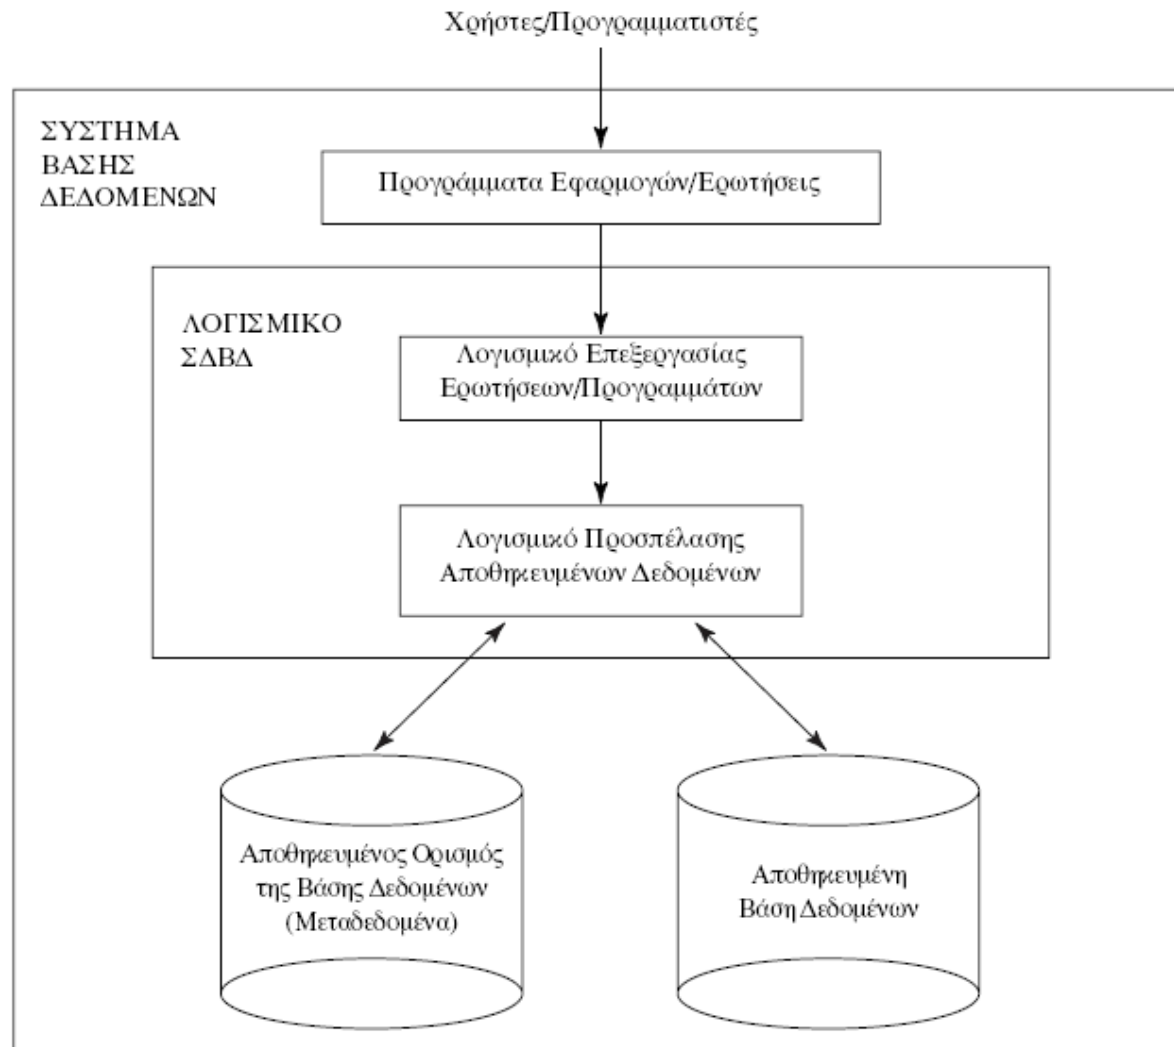 Χρήστες/Προγραμματιστές
ΣΥΣΤΗΜΑ
ΒΑΣΗΣ
ΔΕΔΟΜΕΝΩΝ
Προγράμματα Εφαρμογών/Ερωτήσεις
ΛΟΓΙΣΜΙΚΟ
ΣΔΒΔ
Λογισμικό Επεξεργασίας
Ερωτήσεων/Προγραμμάτων
Λογισμικό Προσπέλασης
Αποθηκευμένων Δεδομένων
Αποθηκευμένος Ορισμός
της Βάσης Δεδομένων
(Μεταδεδομένα)
Αποθηκευμένη
Βάση Δεδομένων